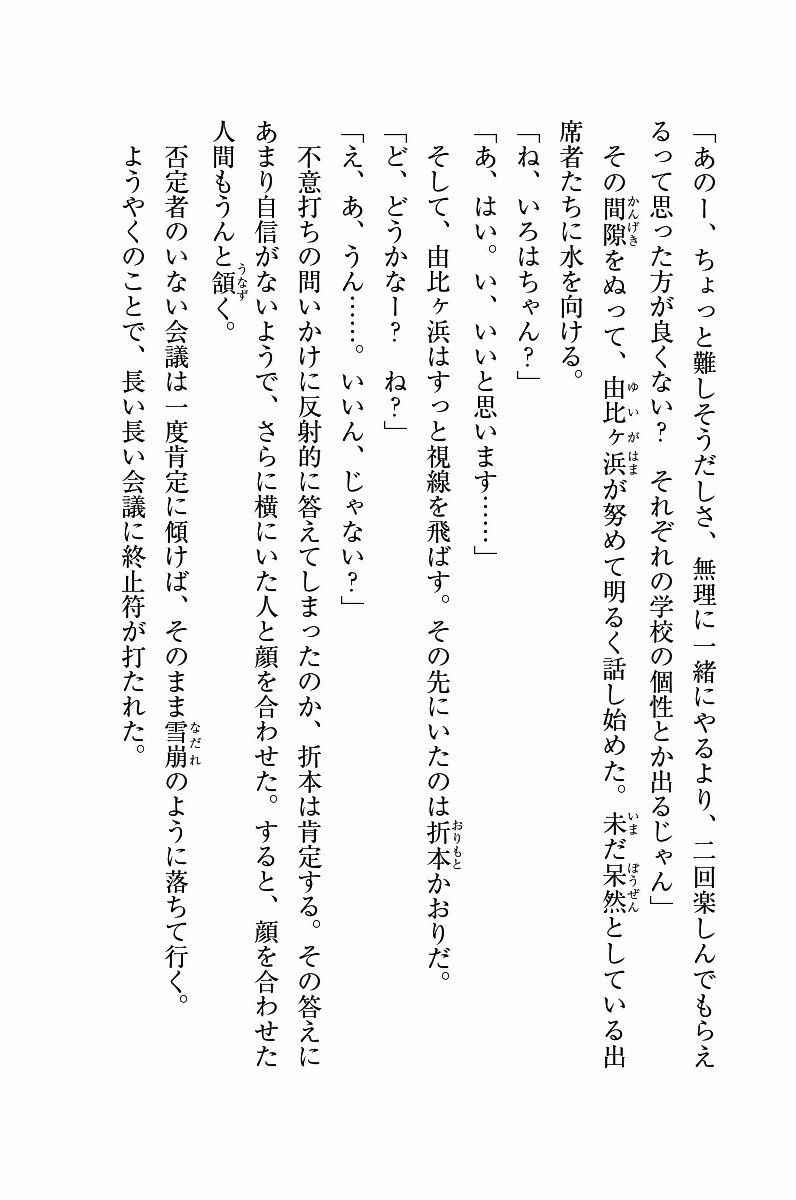 「あのー、ちょっと難しそうだしさ、無理に一緒にやるより、二回楽しんでもらえ
るって思った方が良くない？　それぞれの学校の個性とか出るじゃん」
　その間隙をぬって、由比ヶ浜が努めて明るく話し始めた。未だ呆然としている出
席者たちに水を向ける。
「ね、いろはちゃん？」
「あ、はい。い、いいと思います……」
　そして、由比ヶ浜はすっと視線を飛ばす。その先にいたのは折本かおりだ。
「ど、どうかなー？　ね？」
「え、あ、うん……。いいん、じゃない？」
　不意打ちの問いかけに反射的に答えてしまったのか、折本は肯定する。その答えに
あまり自信がないようで、さらに横にいた人と顔を合わせた。すると、顔を合わせた
人間もうんと頷く。
　否定者のいない会議は一度肯定に傾けば、そのまま雪崩のように落ちて行く。
　ようやくのことで、長い長い会議に終止符が打たれた。